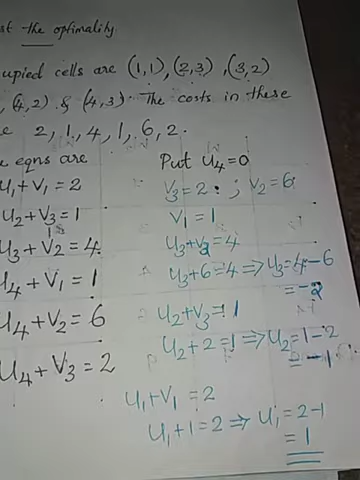 the optimality
cells are (1,1), (2,3), (3,2)
, (4,2) & (4,3). The costs in these
2, 1, 4, 1, 6, 2.
eqns are
Put U4=0
U1+V1=2
V3=2 ; V2=6
U2+V3=1
V1=1
U3+V2=4
U3+V2=4
U3+6=4 ⇒ U3=4-6
=-2
U4+V1=1
U2+V3=1
U4+V2=6
U2+2=1 ⇒ U2=1-2
=-1
U4+V3=2
U1+V1=2
U1+1=2 ⇒ U1=2-1
=1